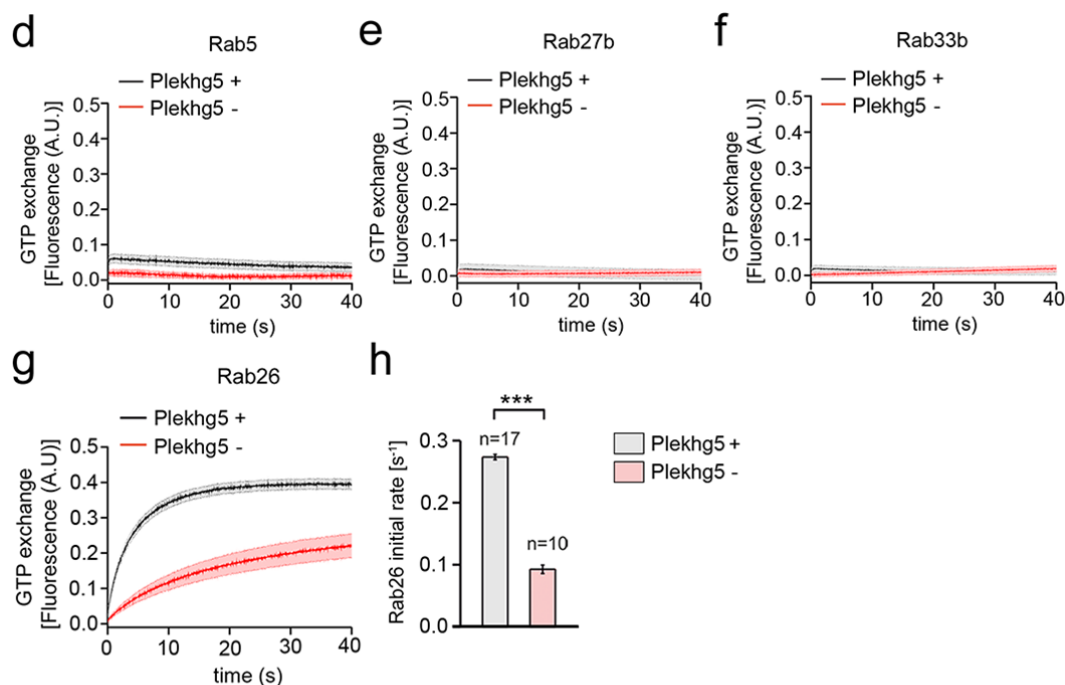 d
Rab5
Plekhg5 +
Plekhg5 -
GTP exchange
[Fluorescence (A.U.)]
0.5
0.4
0.3
0.2
0.1
0.0
0 10 20 30 40
time (s)
e
Rab27b
Plekhg5 +
Plekhg5 -
GTP exchange
[Fluorescence (A.U.)]
0.5
0.4
0.3
0.2
0.1
0.0
0 10 20 30 40
time (s)
f
Rab33b
Plekhg5 +
Plekhg5 -
GTP exchange
[Fluorescence (A.U.)]
0.5
0.4
0.3
0.2
0.1
0.0
0 10 20 30 40
time (s)
g
Rab26
Plekhg5 +
Plekhg5 -
GTP exchange
[Fluorescence (A.U)]
0.5
0.4
0.3
0.2
0.1
0.0
0 10 20 30 40
time (s)
h
***
n=17
n=10
Rab26 initial rate [s⁻¹]
0.3
0.2
0.1
0.0
Plekhg5 +
Plekhg5 -